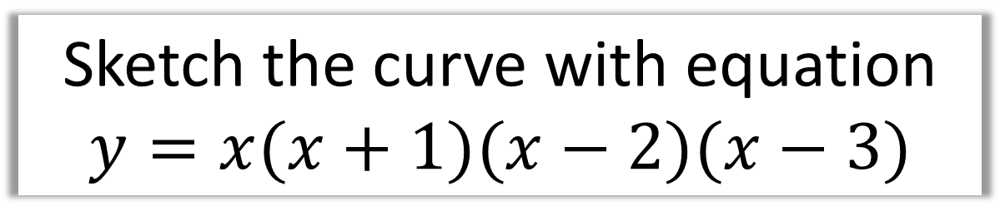 Sketch the curve with equation
y = x(x + 1)(x − 2)(x − 3)